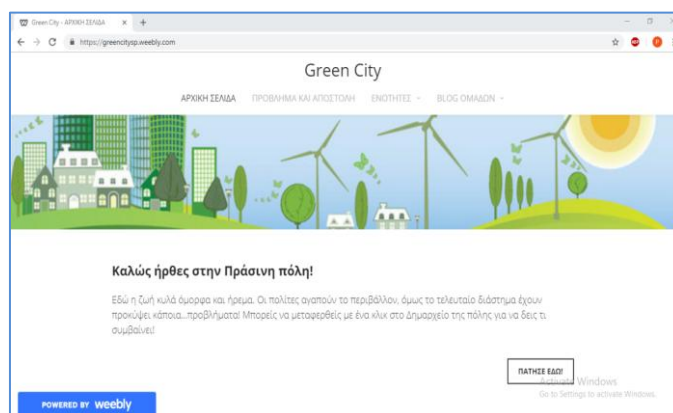 Green City - ΑΡΧΙΚΗ ΣΕΛΙΔΑ
https://greencitysp.weebly.com
Green City
ΑΡΧΙΚΗ ΣΕΛΙΔΑ ΠΡΟΒΛΗΜΑ ΚΑΙ ΑΠΟΣΤΟΛΗ ΕΝΟΤΗΤΕΣ BLOG ΟΜΑΔΩΝ
Καλώς ήρθες στην Πράσινη πόλη!
Εδώ η ζωή κυλά όμορφα και ήρεμα. Οι πολίτες αγαπούν το περιβάλλον, όμως το τελευταίο διάστημα έχουν
προκύψει κάποια...προβλήματα! Μπορείς να μεταφερθείς με ένα κλικ στο Δημαρχείο της πόλης για να δεις τι
συμβαίνει!
ΠΑΤΗΣΕ ΕΔΩ!
Activate Windows
Go to Settings to activate Windows.
POWERED BY weebly